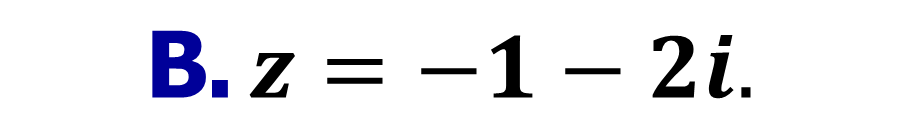 B. z = −1 − 2i.